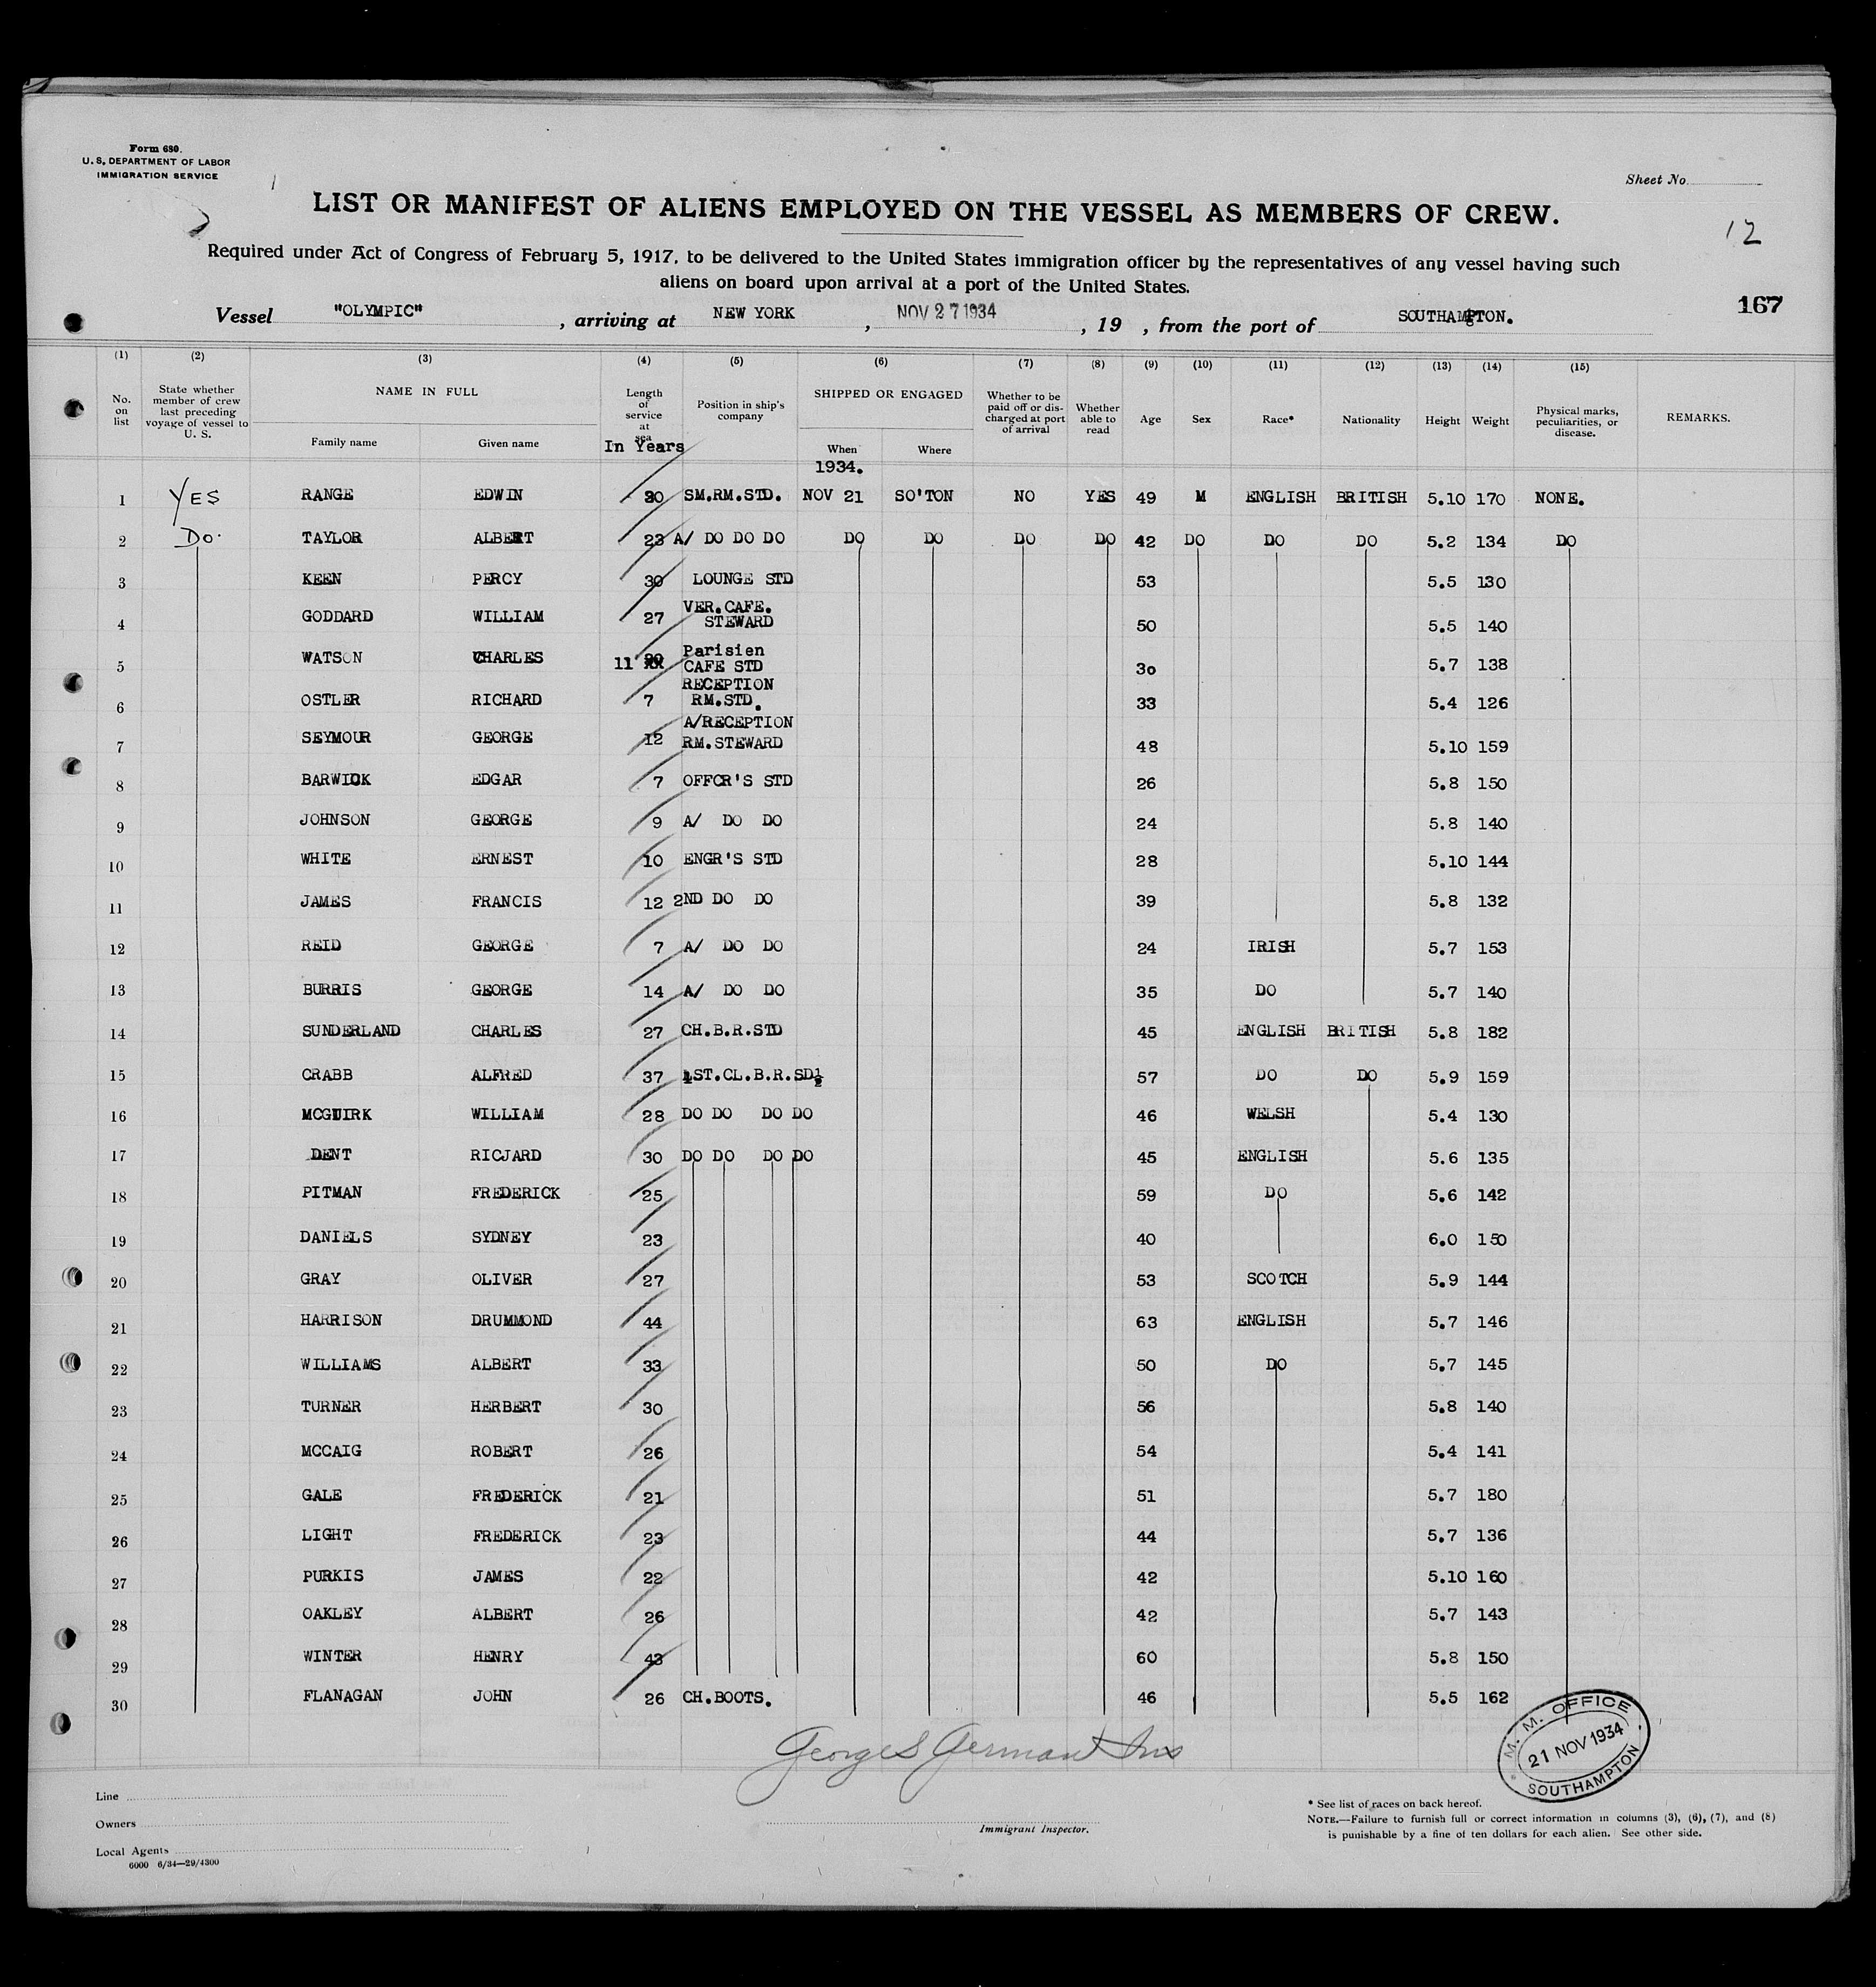 Form 680.
U. S. DEPARTMENT OF LABOR
IMMIGRATION SERVICE
Sheet No.
LIST OR MANIFEST OF ALIENS EMPLOYED ON THE VESSEL AS MEMBERS OF CREW.
12
Required under Act of Congress of February 5, 1917, to be delivered to the United States immigration officer by the representatives of any vessel having such
aliens on board upon arrival at a port of the United States.
167
Vessel "OLYMPIC" , arriving at NEW YORK , NOV 27 1934 , 19 , from the port of SOUTHAMPTON.
(1) (2) (3) (4) (5) (6) (7) (8) (9) (10) (11) (12) (13) (14) (15)
No. on list State whether member of crew last preceding voyage of vessel to U. S. NAME IN FULL Family name Given name Length of service at sea In Years Position in ship's company SHIPPED OR ENGAGED When Where Whether to be paid off or discharged at port of arrival Whether able to read Age Sex Race* Nationality Height Weight Physical marks, peculiarities, or disease. REMARKS.
1934.
1 YES RANGE EDWIN 30 SM.RM.STD. NOV 21 SO'TON NO YES 49 M ENGLISH BRITISH 5.10 170 NONE.
2 Do. TAYLOR ALBERT 23 A/ DO DO DO DO DO DO DO 42 DO DO DO 5.2 134 DO
3 KEEN PERCY 30 LOUNGE STD 53 5.5 130
4 GODDARD WILLIAM 27 VER.CAFE. STEWARD 50 5.5 140
5 WATSON CHARLES 11 Parisien CAFE STD 30 5.7 138
6 OSTLER RICHARD 7 RECEPTION RM.STD. 33 5.4 126
7 SEYMOUR GEORGE 12 A/RECEPTION RM.STEWARD 48 5.10 159
8 BARWICK EDGAR 7 OFFCR'S STD 26 5.8 150
9 JOHNSON GEORGE 9 A/ DO DO 24 5.8 140
10 WHITE ERNEST 10 ENGR'S STD 28 5.10 144
11 JAMES FRANCIS 12 2ND DO DO 39 5.8 132
12 REID GEORGE 7 A/ DO DO 24 IRISH 5.7 153
13 BURRIS GEORGE 14 A/ DO DO 35 DO 5.7 140
14 SUNDERLAND CHARLES 27 CH.B.R.STD 45 ENGLISH BRITISH 5.8 182
15 CRABB ALFRED 37 1ST.CL.B.R.SD 57 DO DO 5.9 159
16 MCGUIRK WILLIAM 28 DO DO DO DO 46 WELSH 5.4 130
17 DENT RICJARD 30 DO DO DO DO 45 ENGLISH 5.6 135
18 PITMAN FREDERICK 25 59 DO 5.6 142
19 DANIELS SYDNEY 23 40 6.0 150
20 GRAY OLIVER 27 53 SCOTCH 5.9 144
21 HARRISON DRUMMOND 44 63 ENGLISH 5.7 146
22 WILLIAMS ALBERT 33 50 DO 5.7 145
23 TURNER HERBERT 30 56 5.8 140
24 MCCAIG ROBERT 26 54 5.4 141
25 GALE FREDERICK 21 51 5.7 180
26 LIGHT FREDERICK 23 44 5.7 136
27 PURKIS JAMES 22 42 5.10 160
28 OAKLEY ALBERT 26 42 5.7 143
29 WINTER HENRY 43 60 5.8 150
30 FLANAGAN JOHN 26 CH.BOOTS. 46 5.5 162
George S German Ins
M. M. OFFICE
21 NOV 1934
SOUTHAMPTON
Line
Owners
Local Agents
6000 6/34—29/4300
Immigrant Inspector.
* See list of races on back hereof.
NOTE.—Failure to furnish full or correct information in columns (3), (6), (7), and (8)
is punishable by a fine of ten dollars for each alien. See other side.